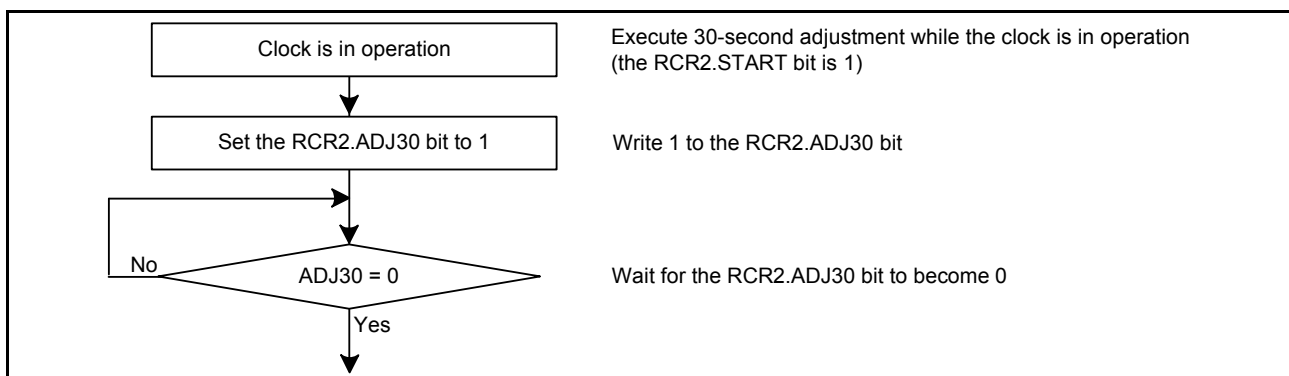 Clock is in operation
Execute 30-second adjustment while the clock is in operation
(the RCR2.START bit is 1)
Set the RCR2.ADJ30 bit to 1
Write 1 to the RCR2.ADJ30 bit
No
ADJ30 = 0
Wait for the RCR2.ADJ30 bit to become 0
Yes